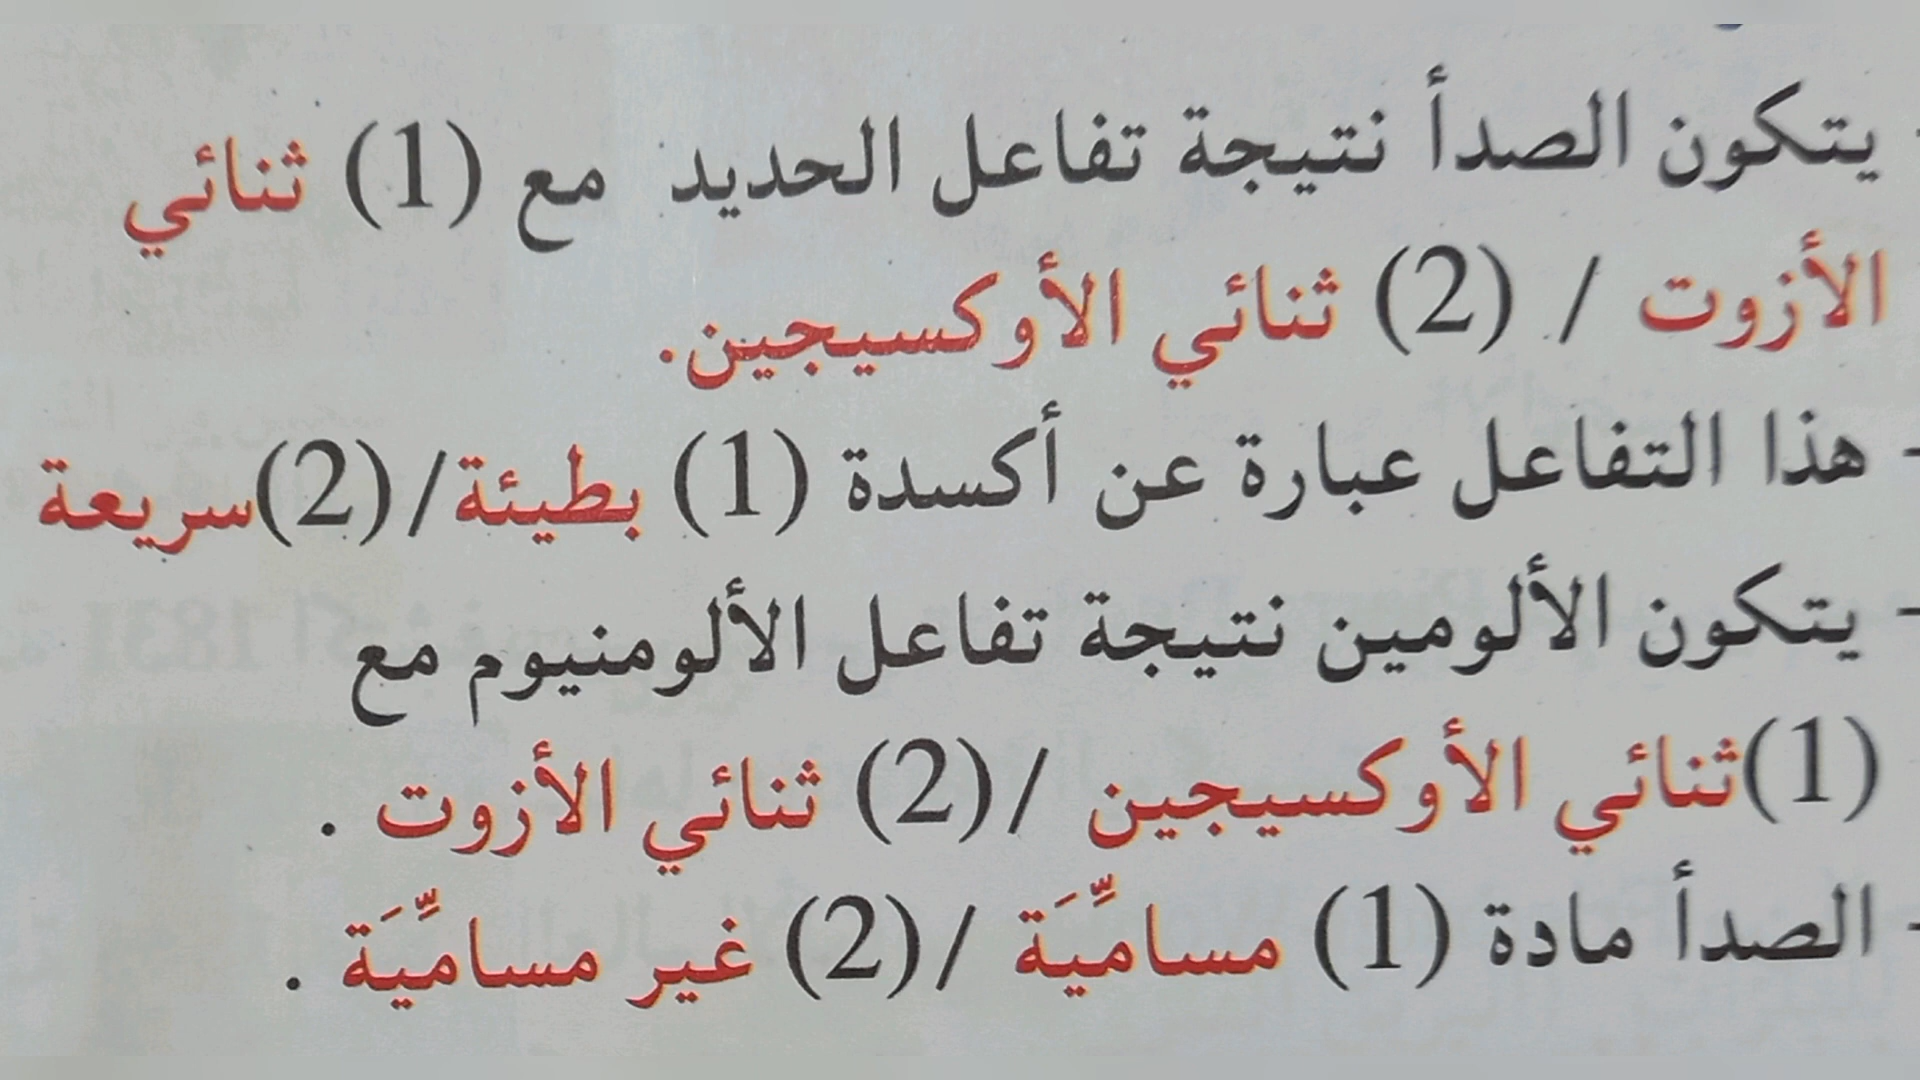 - يتكون الصدأ نتيجة تفاعل الحديد مع (1) ثنائي
الأزوت / (2) ثنائي الأوكسيجين.
- هذا التفاعل عبارة عن أكسدة (1) بطيئة/(2)سريعة
- يتكون الألومين نتيجة تفاعل الألومنيوم مع
(1)ثنائي الأوكسيجين /(2) ثنائي الأزوت .
- الصدأ مادة (1) مسامِّيَة /(2) غير مسامِّيَة .